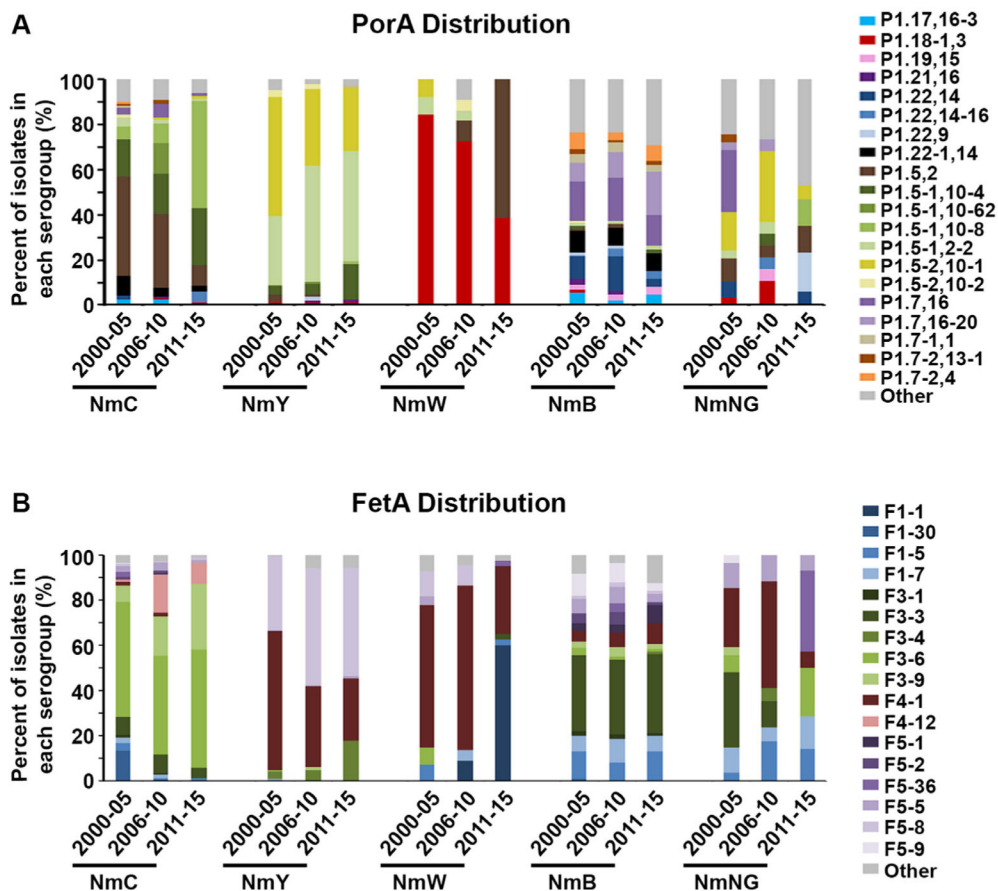 A
PorA Distribution
Percent of isolates in
each serogroup (%)
100
80
60
40
20
0
2000-05
2006-10
2011-15
2000-05
2006-10
2011-15
2000-05
2006-10
2011-15
2000-05
2006-10
2011-15
2000-05
2006-10
2011-15
NmC
NmY
NmW
NmB
NmNG
P1.17,16-3
P1.18-1,3
P1.19,15
P1.21,16
P1.22,14
P1.22,14-16
P1.22,9
P1.22-1,14
P1.5,2
P1.5-1,10-4
P1.5-1,10-62
P1.5-1,10-8
P1.5-1,2-2
P1.5-2,10-1
P1.5-2,10-2
P1.7,16
P1.7,16-20
P1.7-1,1
P1.7-2,13-1
P1.7-2,4
Other
B
FetA Distribution
Percent of isolates in
each serogroup (%)
100
80
60
40
20
0
2000-05
2006-10
2011-15
2000-05
2006-10
2011-15
2000-05
2006-10
2011-15
2000-05
2006-10
2011-15
2000-05
2006-10
2011-15
NmC
NmY
NmW
NmB
NmNG
F1-1
F1-30
F1-5
F1-7
F3-1
F3-3
F3-4
F3-6
F3-9
F4-1
F4-12
F5-1
F5-2
F5-36
F5-5
F5-8
F5-9
Other